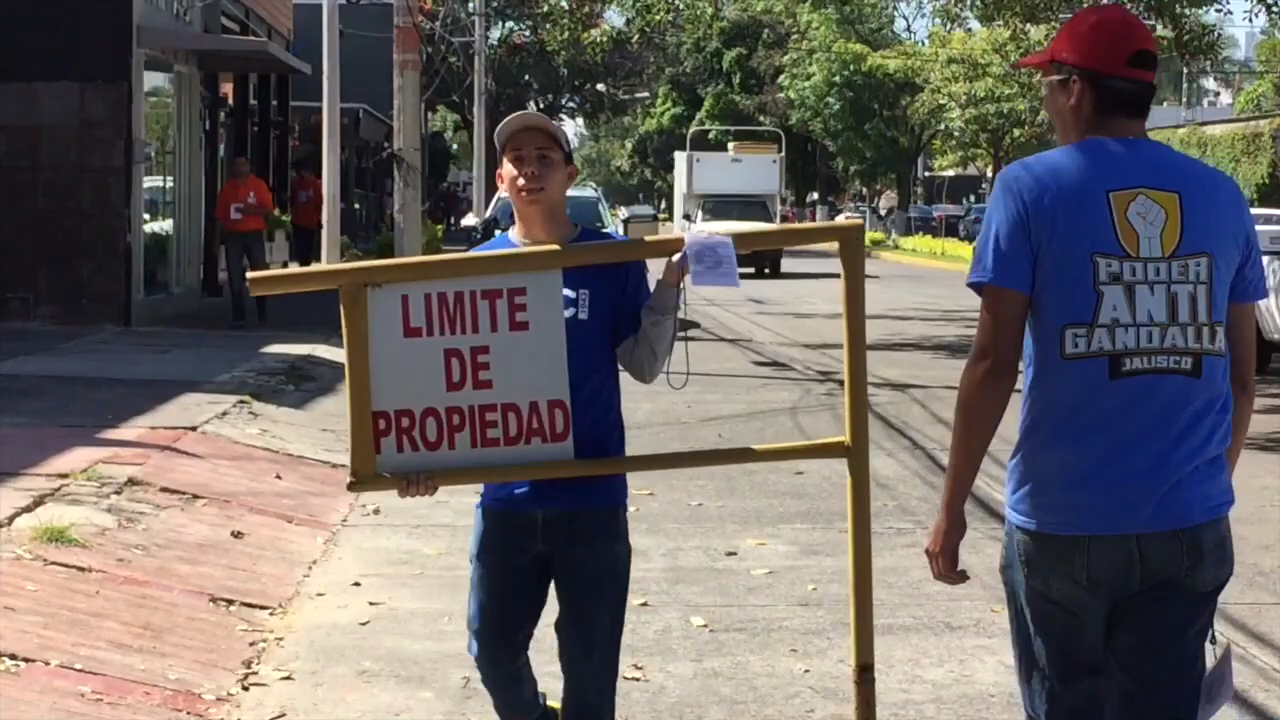 LIMITE
DE
PROPIEDAD
PODER
ANTI
GANDALLA
JALISCO